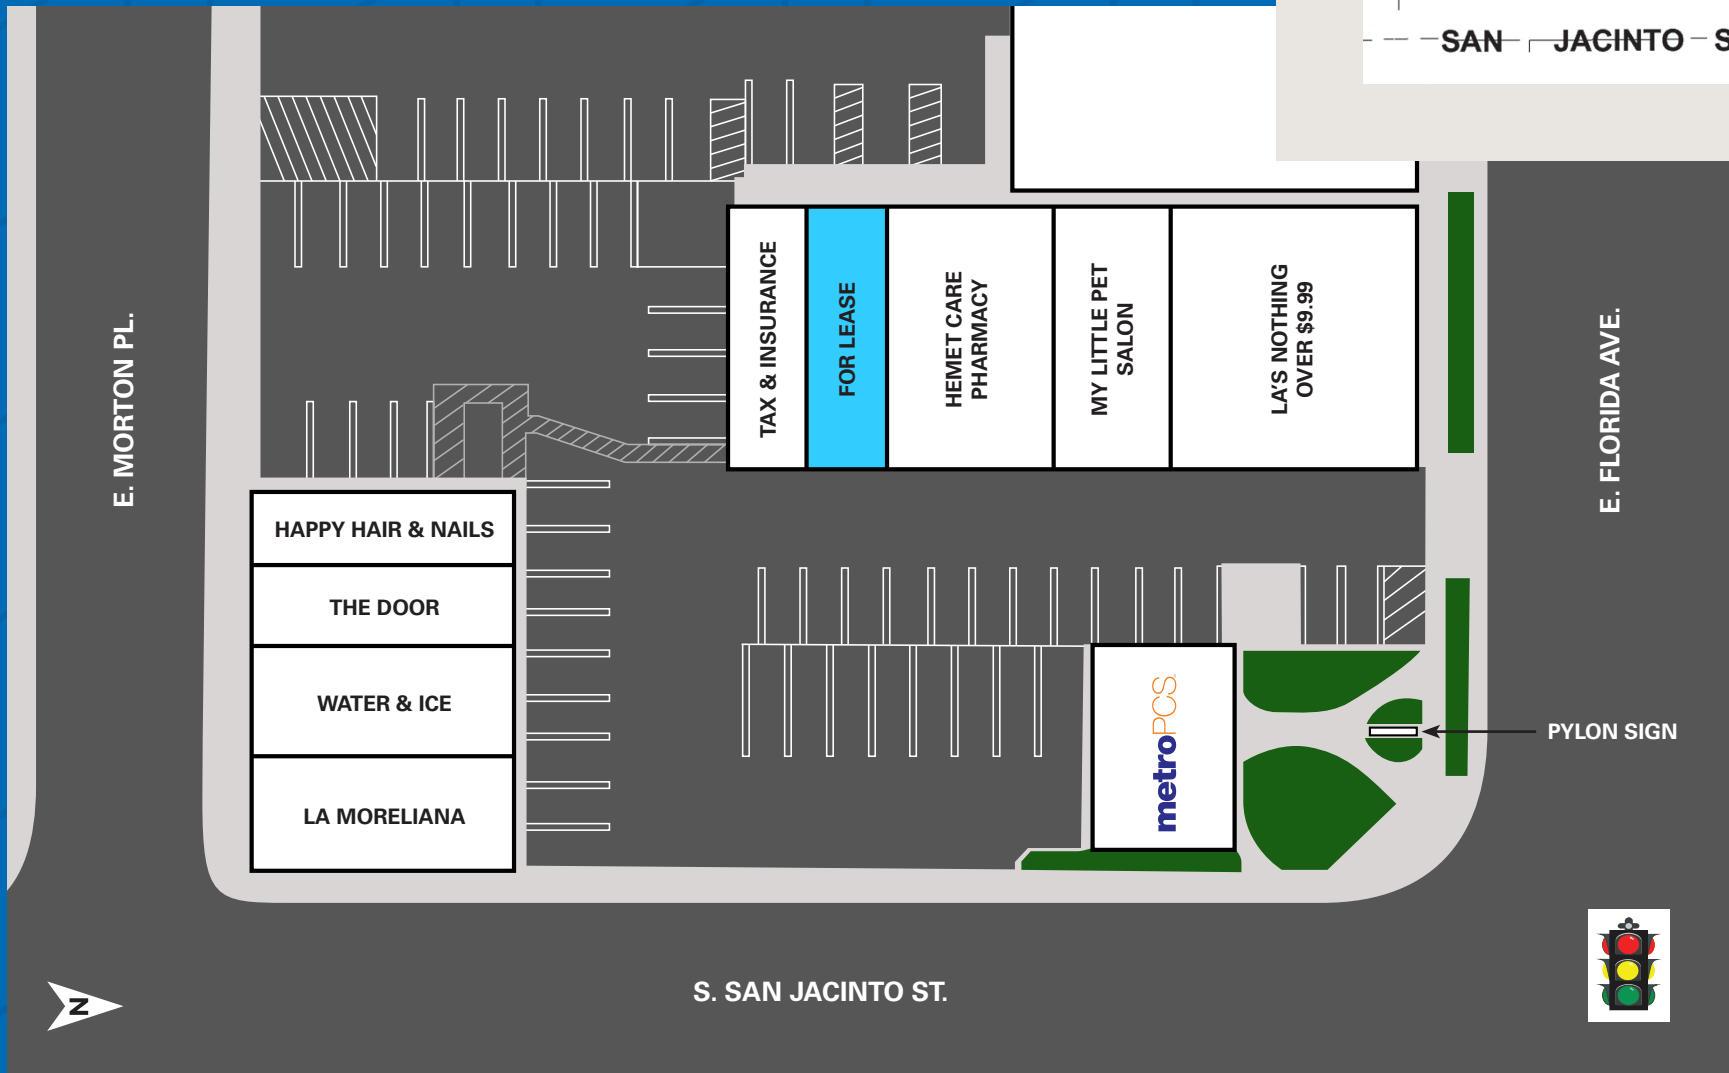 SAN JACINTO S
E. MORTON PL.
TAX & INSURANCE
FOR LEASE
HEMET CARE
PHARMACY
MY LITTLE PET
SALON
LA'S NOTHING
OVER $9.99
E. FLORIDA AVE.
HAPPY HAIR & NAILS
THE DOOR
WATER & ICE
LA MORELIANA
metroPCS
PYLON SIGN
S. SAN JACINTO ST.
N